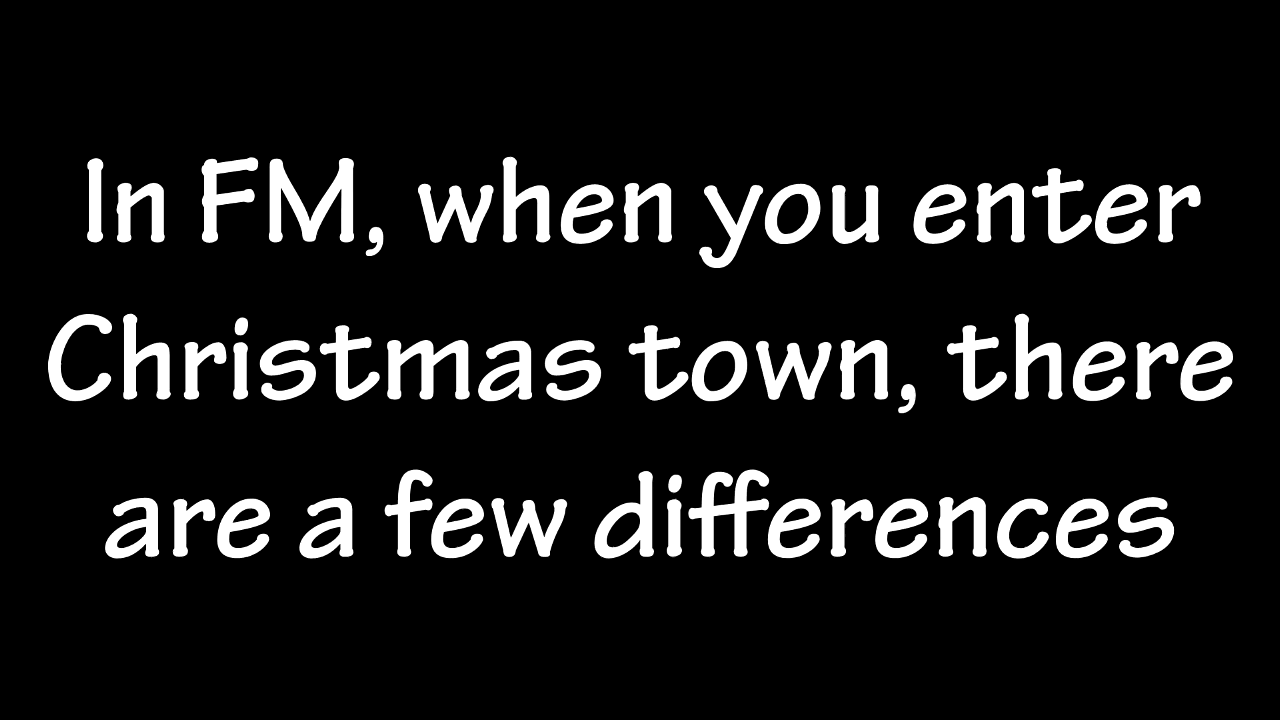 In FM, when you enter
Christmas town, there
are a few differences